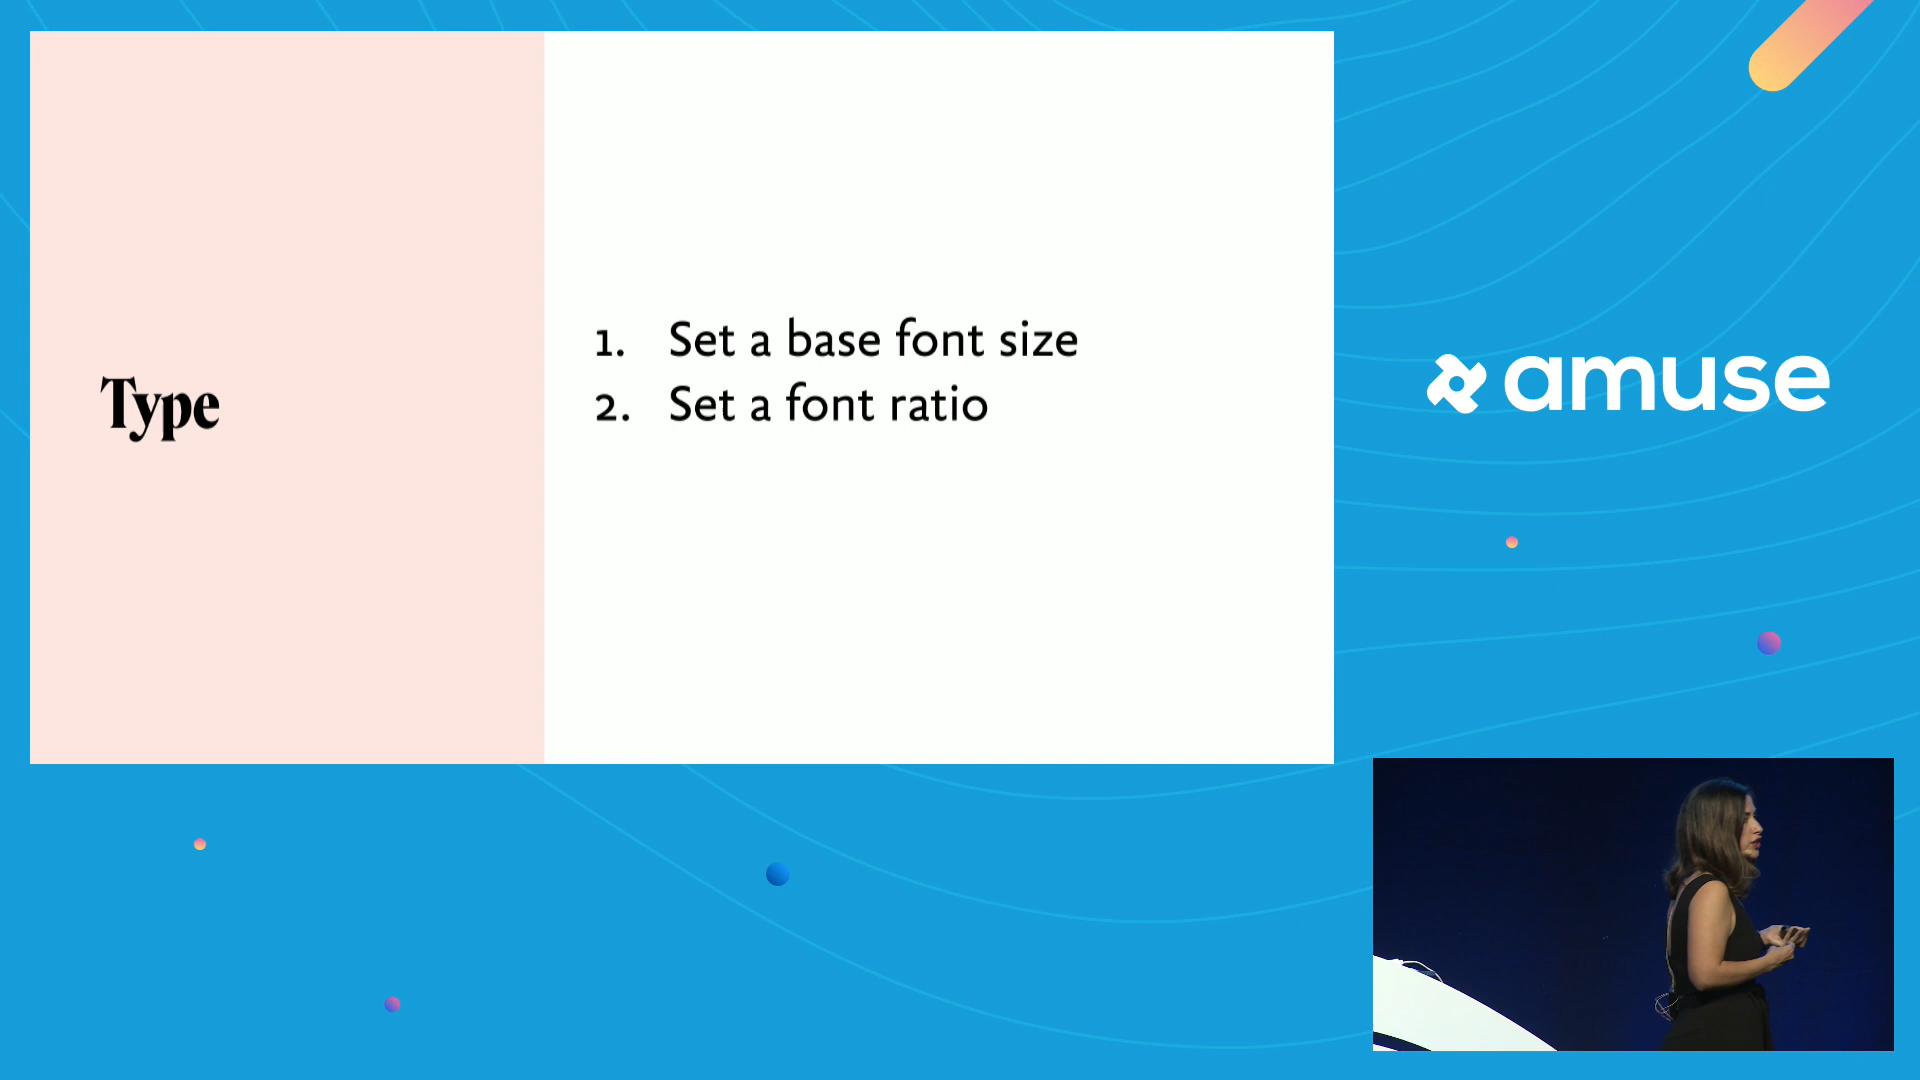 Type
1. Set a base font size
2. Set a font ratio
amuse